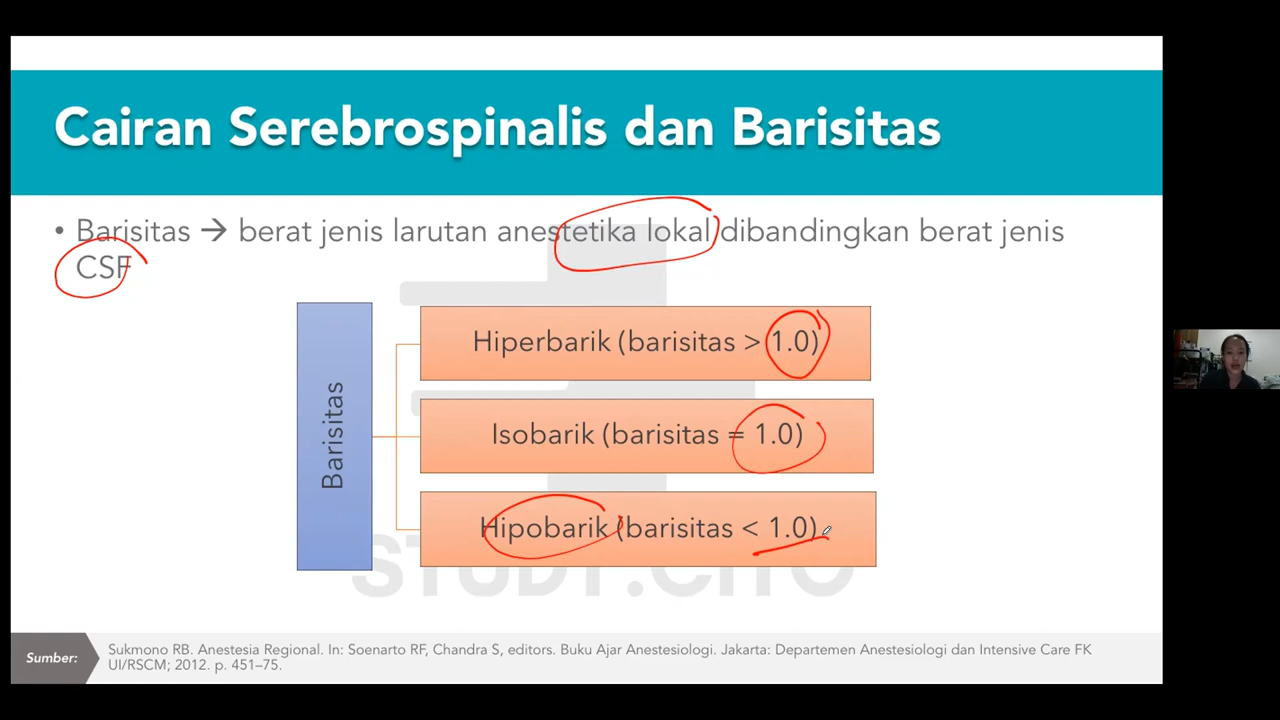 Cairan Serebrospinalis dan Barisitas
• Barisitas → berat jenis larutan anestetika lokal dibandingkan berat jenis
CSF
Barisitas
Hiperbarik (barisitas > 1.0)
Isobarik (barisitas = 1.0)
Hipobarik (barisitas < 1.0)
STUDY.CITO
Sumber:
Sukmono RB. Anestesia Regional. In: Soenarto RF, Chandra S, editors. Buku Ajar Anestesiologi. Jakarta: Departemen Anestesiologi dan Intensive Care FK
UI/RSCM; 2012. p. 451–75.